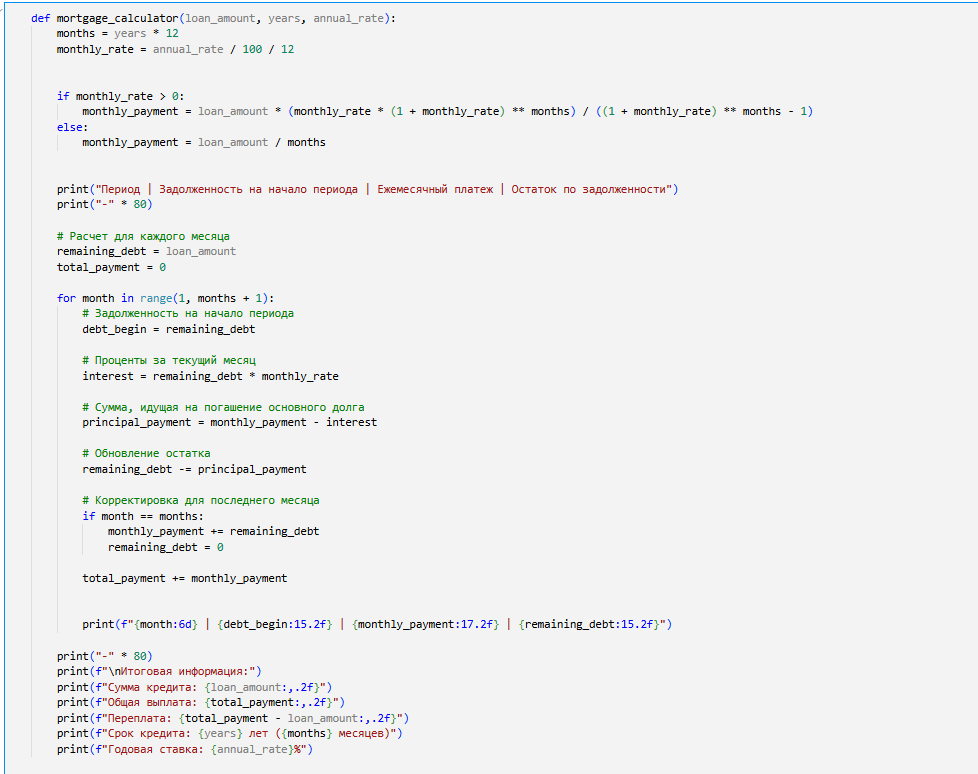 def mortgage_calculator(loan_amount, years, annual_rate):
    months = years * 12
    monthly_rate = annual_rate / 100 / 12
    if monthly_rate > 0:
        monthly_payment = loan_amount * (monthly_rate * (1 + monthly_rate) ** months) / ((1 + monthly_rate) ** months - 1)
    else:
        monthly_payment = loan_amount / months
    print("Период | Задолженность на начало периода | Ежемесячный платеж | Остаток по задолженности")
    print("-" * 80)
    # Расчет для каждого месяца
    remaining_debt = loan_amount
    total_payment = 0
    for month in range(1, months + 1):
        # Задолженность на начало периода
        debt_begin = remaining_debt
        # Проценты за текущий месяц
        interest = remaining_debt * monthly_rate
        # Сумма, идущая на погашение основного долга
        principal_payment = monthly_payment - interest
        # Обновление остатка
        remaining_debt -= principal_payment
        # Корректировка для последнего месяца
        if month == months:
            monthly_payment += remaining_debt
            remaining_debt = 0
        total_payment += monthly_payment
        print(f"{month:6d} | {debt_begin:15.2f} | {monthly_payment:17.2f} | {remaining_debt:15.2f}")
    print("-" * 80)
    print(f"\nИтоговая информация:")
    print(f"Сумма кредита: {loan_amount:,.2f}")
    print(f"Общая выплата: {total_payment:,.2f}")
    print(f"Переплата: {total_payment - loan_amount:,.2f}")
    print(f"Срок кредита: {years} лет ({months} месяцев)")
    print(f"Годовая ставка: {annual_rate}%")